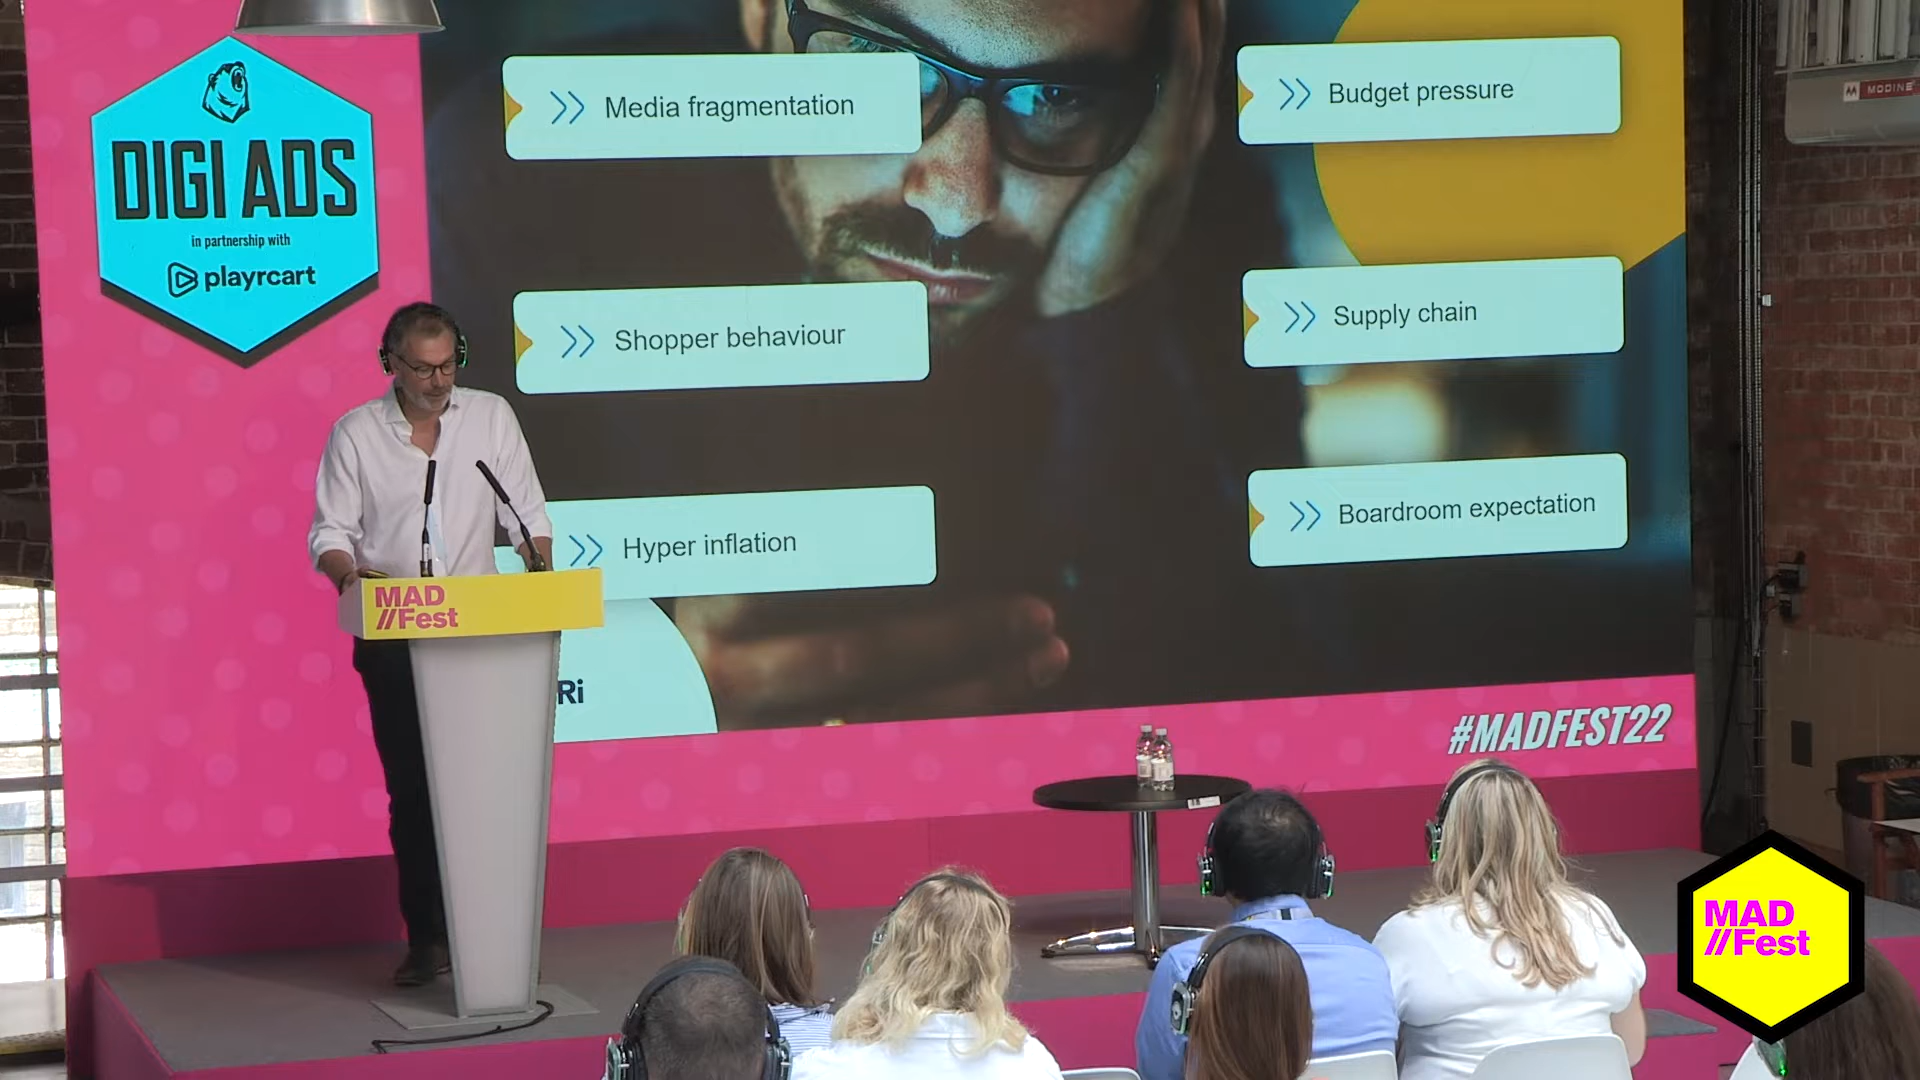 DIGI ADS
in partnership with
playrcart
Media fragmentation
Budget pressure
Shopper behaviour
Supply chain
Hyper inflation
Boardroom expectation
MAD
//Fest
Ri
#MADFEST22
MODINE
MAD
//Fest